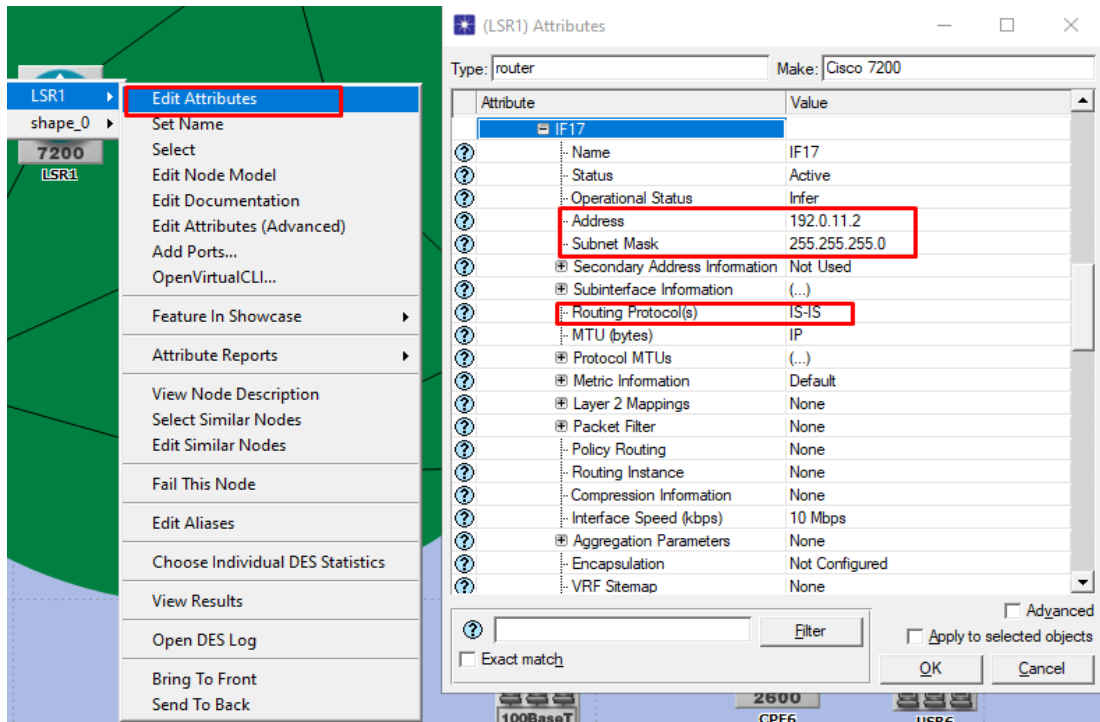 LSR1
shape_0
7200
LSR1
Edit Attributes
Set Name
Select
Edit Node Model
Edit Documentation
Edit Attributes (Advanced)
Add Ports...
OpenVirtualCLI...
Feature In Showcase
Attribute Reports
View Node Description
Select Similar Nodes
Edit Similar Nodes
Fail This Node
Edit Aliases
Choose Individual DES Statistics
View Results
Open DES Log
Bring To Front
Send To Back
(LSR1) Attributes
Type: router Make: Cisco 7200
Attribute Value
IF17
Name IF17
Status Active
Operational Status Infer
Address 192.0.11.2
Subnet Mask 255.255.255.0
Secondary Address Information Not Used
Subinterface Information (...)
Routing Protocol(s) IS-IS
MTU (bytes) IP
Protocol MTUs (...)
Metric Information Default
Layer 2 Mappings None
Packet Filter None
Policy Routing None
Routing Instance None
Compression Information None
Interface Speed (kbps) 10 Mbps
Aggregation Parameters None
Encapsulation Not Configured
VRF Sitemap None
Advanced
Filter
Apply to selected objects
Exact match
OK Cancel
100BaseT
2600
CPE6
USR6